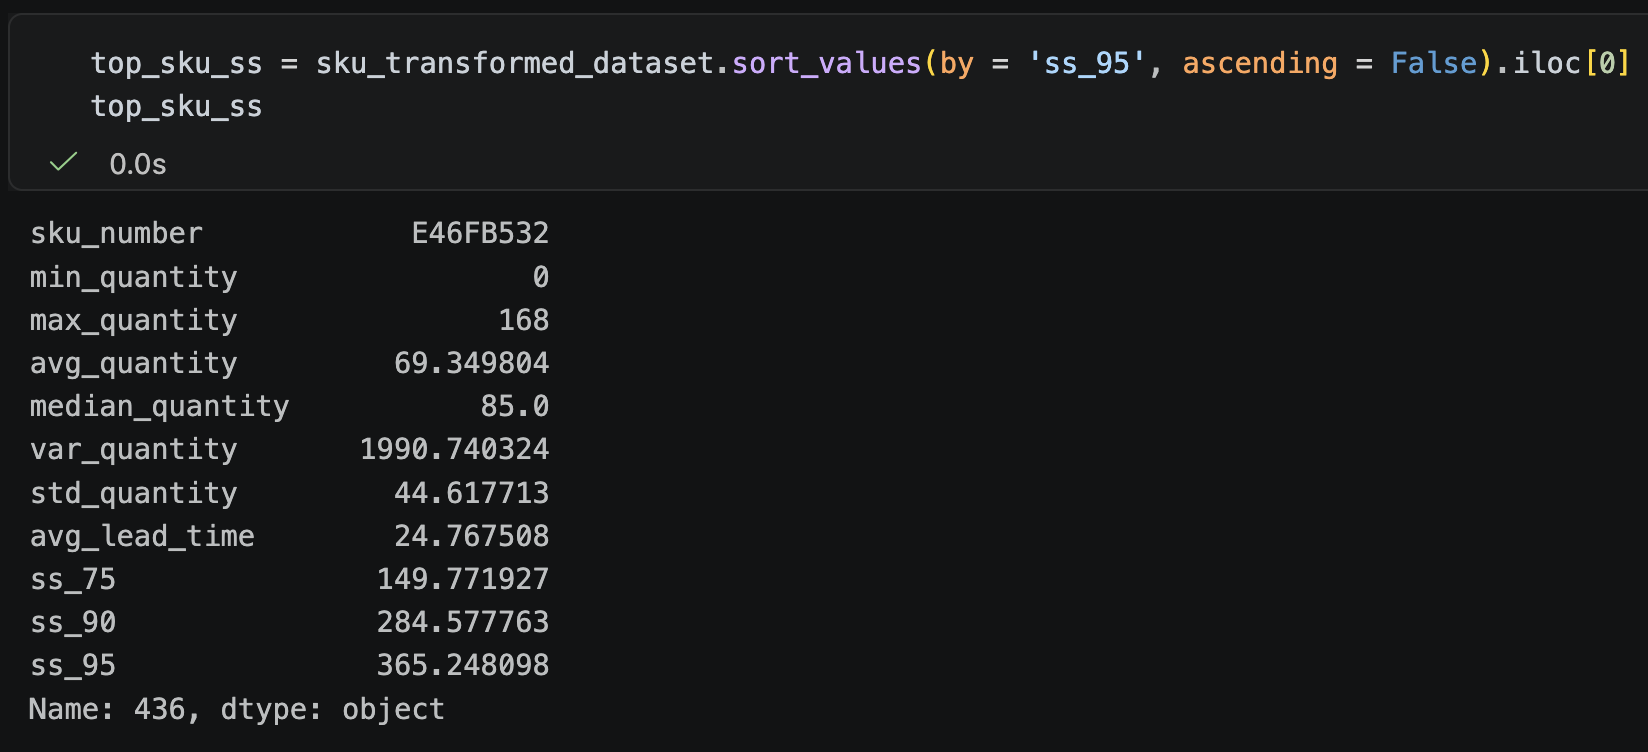 top_sku_ss = sku_transformed_dataset.sort_values(by = 'ss_95', ascending = False).iloc[0]
top_sku_ss
0.0s
sku_number E46FB532
min_quantity 0
max_quantity 168
avg_quantity 69.349804
median_quantity 85.0
var_quantity 1990.740324
std_quantity 44.617713
avg_lead_time 24.767508
ss_75 149.771927
ss_90 284.577763
ss_95 365.248098
Name: 436, dtype: object